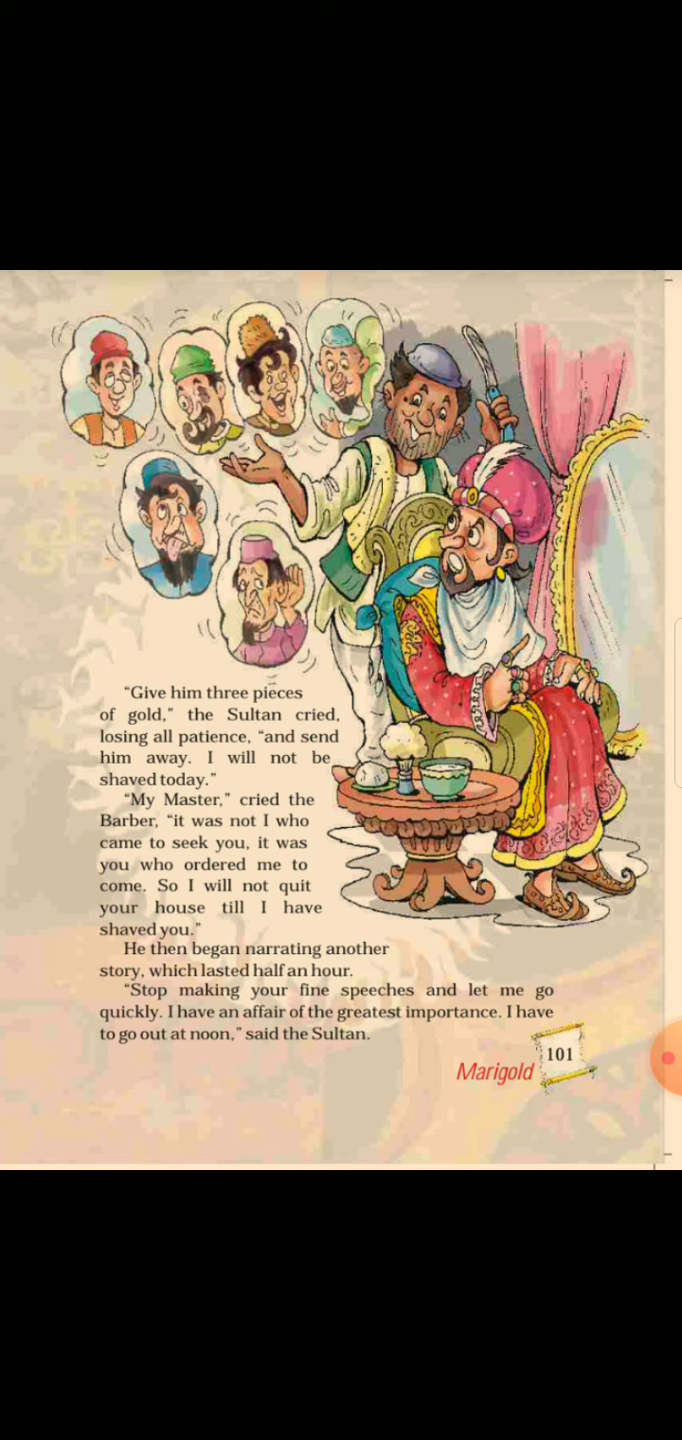 “Give him three pieces
of gold,” the Sultan cried,
losing all patience, “and send
him away. I will not be
shaved today.”
“My Master,” cried the
Barber, “it was not I who
came to seek you, it was
you who ordered me to
come. So I will not quit
your house till I have
shaved you.”
He then began narrating another
story, which lasted half an hour.
“Stop making your fine speeches and let me go
quickly. I have an affair of the greatest importance. I have
to go out at noon,” said the Sultan.
101
Marigold